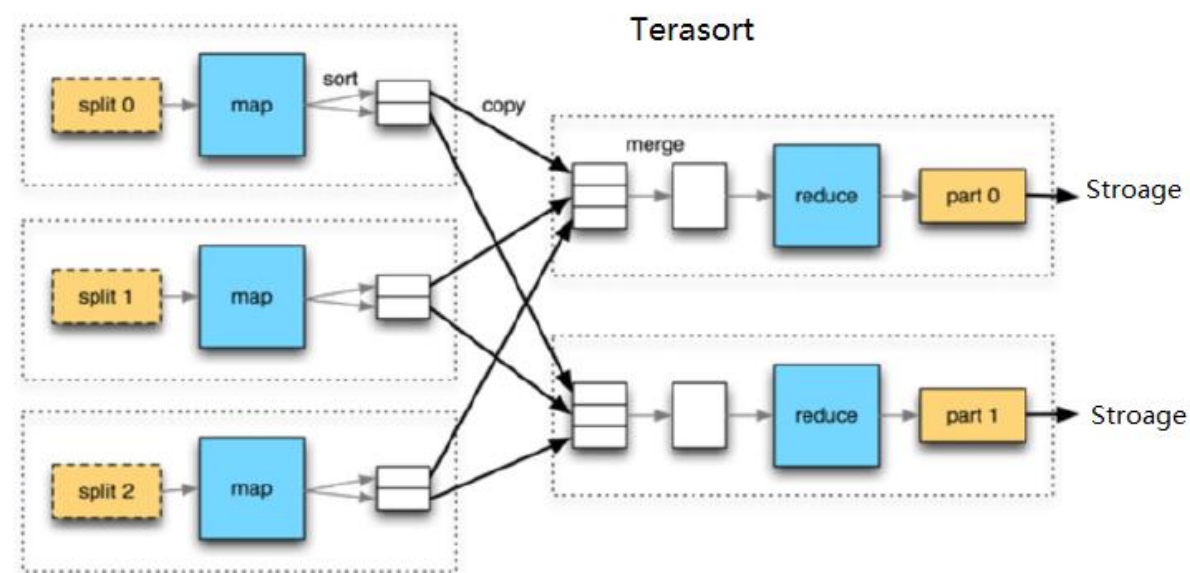 Terasort
split 0
map
sort
copy
merge
reduce
part 0
Stroage
split 1
map
reduce
part 1
Stroage
split 2
map